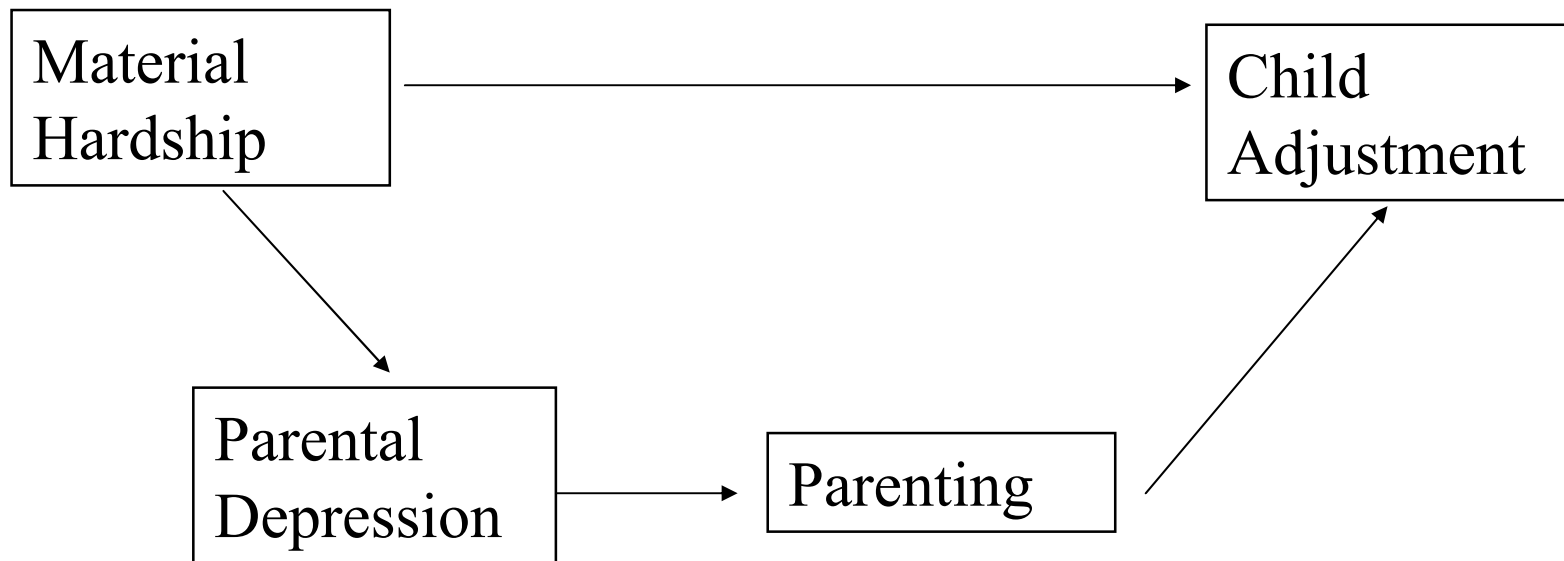 Material
Hardship
Child
Adjustment
Parental
Depression
Parenting